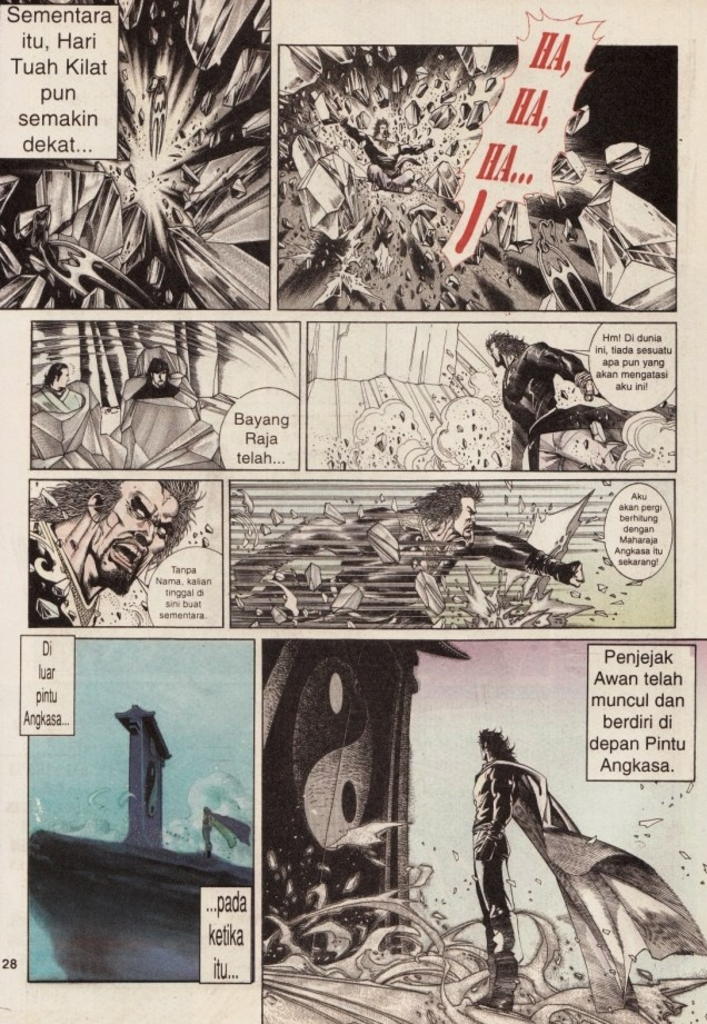 Sementara
itu, Hari
Tuah Kilat
pun
semakin
dekat...
HA,
HA,
HA...
!
Bayang
Raja
telah...
Hm! Di dunia
ini, tiada sesuatu
apa pun yang
akan mengatasi
aku ini!
Tanpa
Nama, kalian
tinggal di
sini buat
sementara.
Aku
akan pergi
berhitung
dengan
Maharaja
Angkasa itu
sekarang!
Di
luar
pintu
Angkasa...
...pada
ketika
itu...
Penjejak
Awan telah
muncul dan
berdiri di
depan Pintu
Angkasa.
28